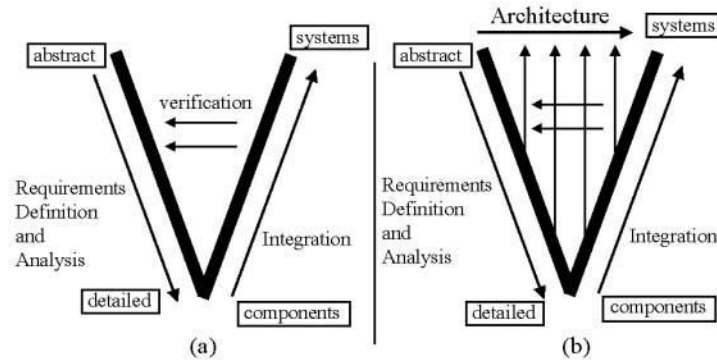 abstract
systems
verification
Requirements
Definition
and
Analysis
Integration
detailed
components
(a)
Architecture
abstract
systems
Requirements
Definition
and
Analysis
Integration
detailed
components
(b)